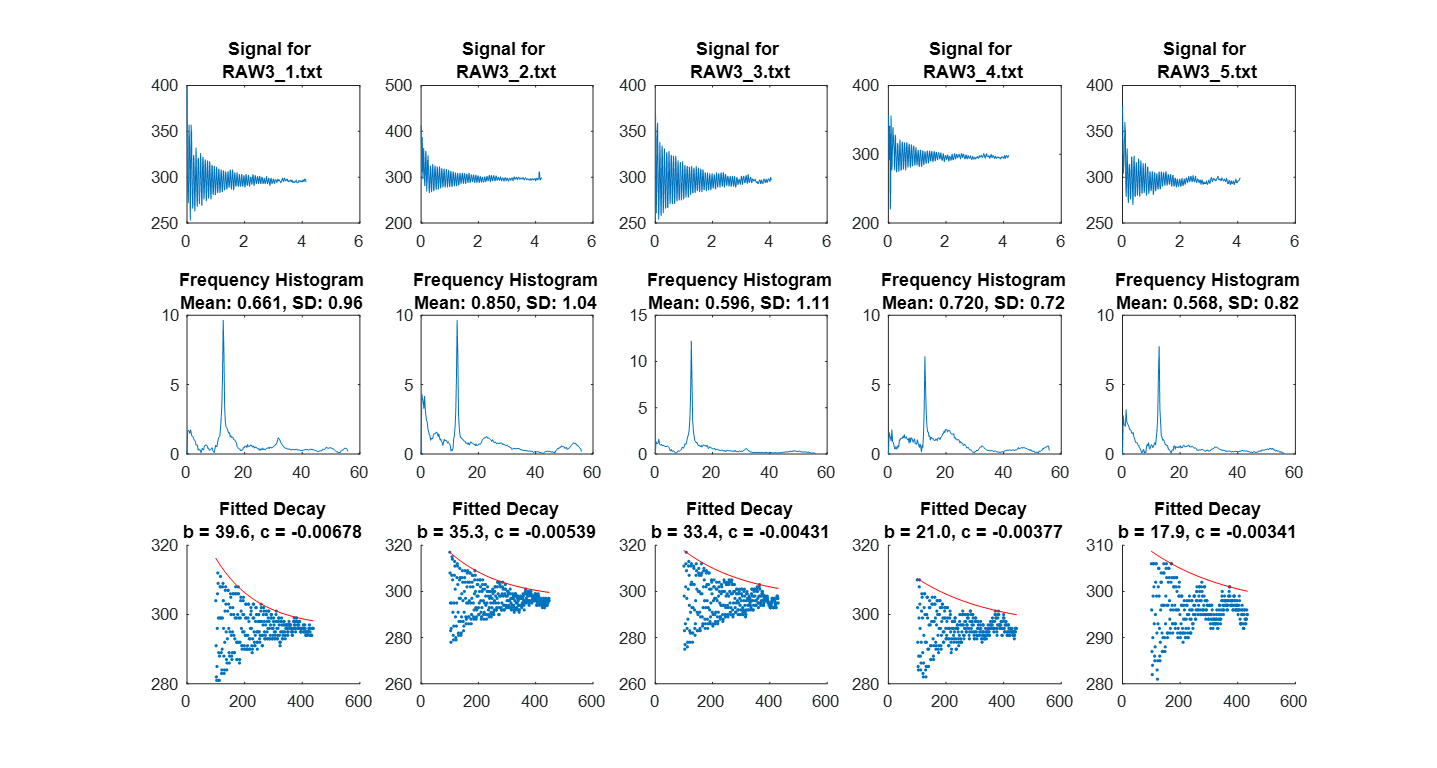 Signal for
RAW3_1.txt
Signal for
RAW3_2.txt
Signal for
RAW3_3.txt
Signal for
RAW3_4.txt
Signal for
RAW3_5.txt
400
350
300
250
0 2 4 6
500
400
300
200
0 2 4 6
400
350
300
250
0 2 4 6
400
300
200
0 2 4 6
400
350
300
250
0 2 4 6
Frequency Histogram
Mean: 0.661, SD: 0.96
Frequency Histogram
Mean: 0.850, SD: 1.04
Frequency Histogram
Mean: 0.596, SD: 1.11
Frequency Histogram
Mean: 0.720, SD: 0.72
Frequency Histogram
Mean: 0.568, SD: 0.82
10
5
0
0 20 40 60
10
5
0
0 20 40 60
15
10
5
0
0 20 40 60
10
5
0
0 20 40 60
10
5
0
0 20 40 60
Fitted Decay
b = 39.6, c = -0.00678
Fitted Decay
b = 35.3, c = -0.00539
Fitted Decay
b = 33.4, c = -0.00431
Fitted Decay
b = 21.0, c = -0.00377
Fitted Decay
b = 17.9, c = -0.00341
320
300
280
0 200 400 600
320
300
280
260
0 200 400 600
320
300
280
260
0 200 400 600
320
300
280
0 200 400 600
310
300
290
280
0 200 400 600